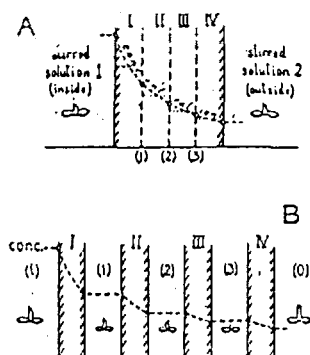 A
I II III IV
stirred solution 1 (inside)
stirred solution 2 (outside)
(1) (2) (3)
B
I II III IV
conc.
(i) (1) (2) (3) (0)